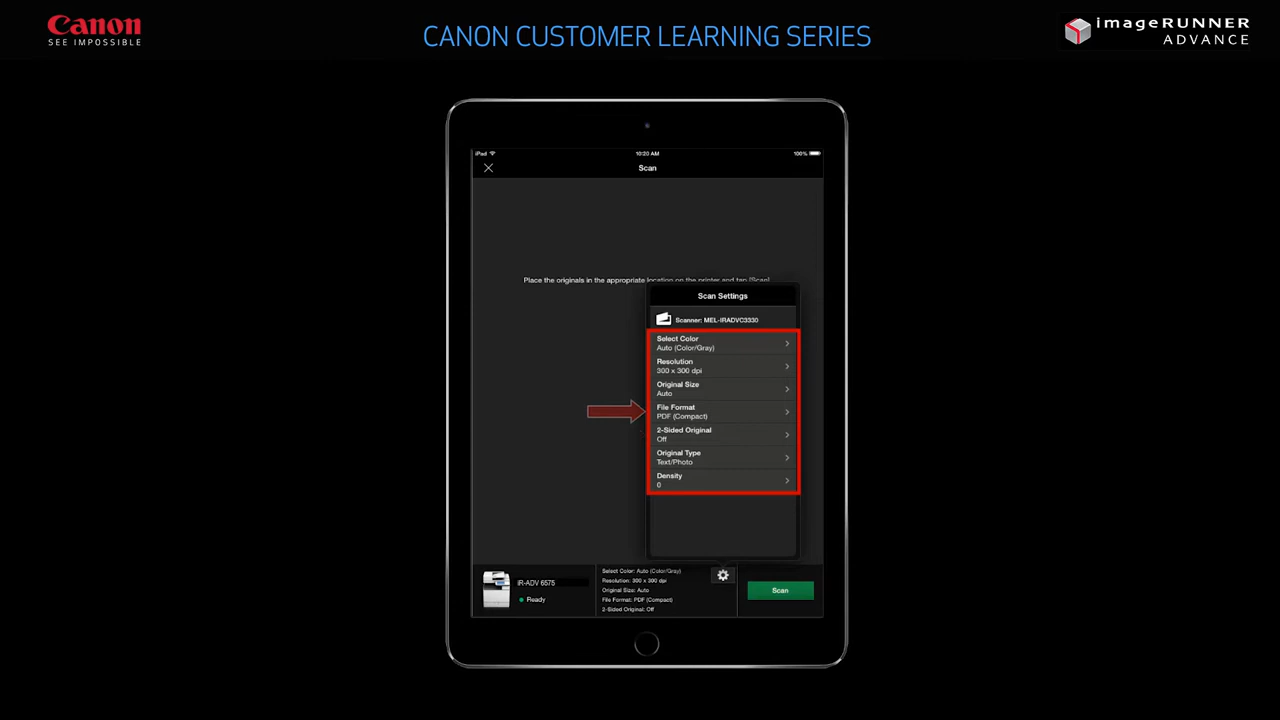 Canon
SEE IMPOSSIBLE
CANON CUSTOMER LEARNING SERIES
imageRUNNER
ADVANCE
iPad
10:20 AM
100%
Scan
Place the originals in the appropriate location on the printer and tap [Scan]
Scan Settings
Scanner: MEL-IRADVC3330
Select Color
Auto (Color/Gray)
Resolution
300 x 300 dpi
Original Size
Auto
File Format
PDF (Compact)
2-Sided Original
Off
Original Type
Text/Photo
Density
0
IR-ADV 6575
Ready
Select Color: Auto (Color/Gray)
Resolution: 300 x 300 dpi
Original Size: Auto
File Format: PDF (Compact)
2-Sided Original: Off
Scan